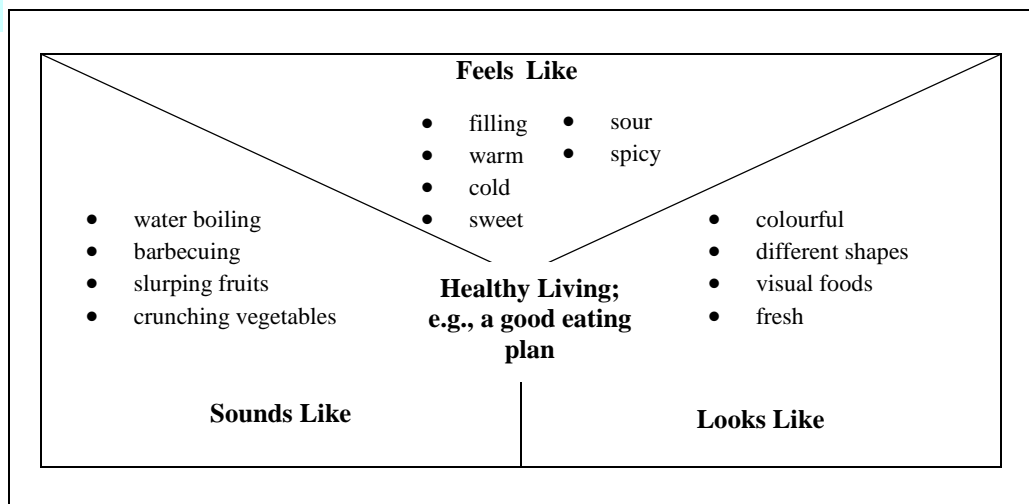 Feels Like
• filling
• warm
• cold
• sweet
• sour
• spicy
• water boiling
• barbecuing
• slurping fruits
• crunching vegetables
Sounds Like
Healthy Living;
e.g., a good eating
plan
• colourful
• different shapes
• visual foods
• fresh
Looks Like